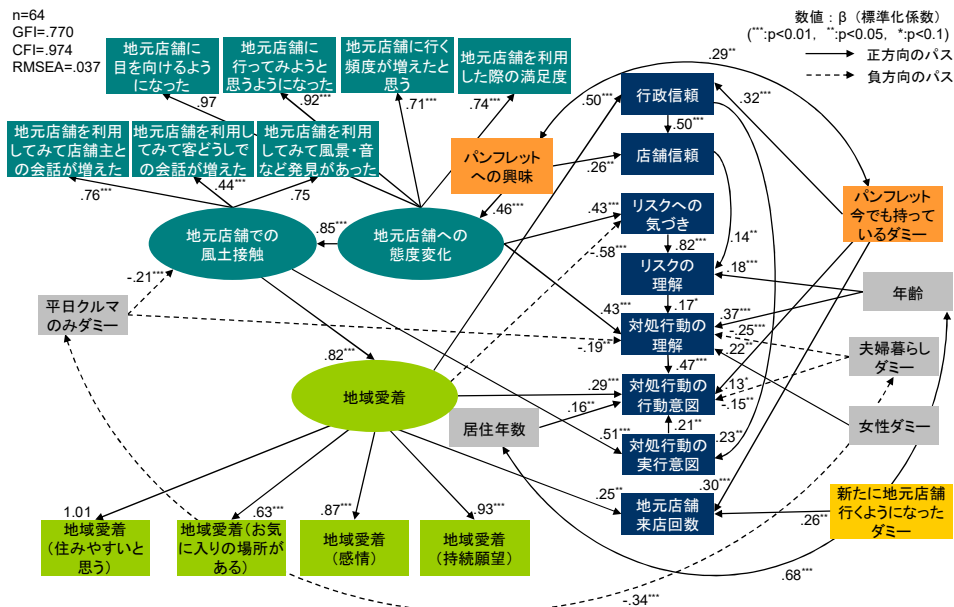 n=64
GFI=.770
CFI=.974
RMSEA=.037
数値：β（標準化係数）
(***:p<0.01, **:p<0.05, *:p<0.1)
正方向のパス
負方向のパス
地元店舗に
目を向けるよう
になった
地元店舗に
行ってみようと
思うようになった
地元店舗に行く
頻度が増えたと
思う
地元店舗を利用
した際の満足度
.97
.92***
.71***
.74***
地元店舗を利用
してみて店舗主と
の会話が増えた
地元店舗を利用し
てみて客どうしで
の会話が増えた
地元店舗を利用
してみて風景・音
など発見があった
.76***
.44***
.75
パンフレット
への興味
.29**
.50***
.32***
行政信頼
.50***
.26**
店舗信頼
.46***
パンフレット
今でも持って
いるダミー
地元店舗での
風土接触
.85***
地元店舗への
態度変化
.43***
リスクへの
気づき
-.58***
.82***
.14**
リスクの
理解
.18***
.17*
年齢
-.21***
平日クルマ
のみダミー
.43***
-.19**
対処行動の
理解
.37***
-.25***
.22**
夫婦暮らし
ダミー
.47***
.82***
地域愛着
.29***
対処行動の
行動意図
.13*
-.15**
居住年数
.16**
.21**
女性ダミー
.51***
対処行動の
実行意図
.23**
.30***
.25**
地元店舗
来店回数
.26**
新たに地元店舗
行くようになった
ダミー
1.01
.63***
.87***
.93***
地域愛着
（住みやすいと
思う）
地域愛着（お気
に入りの場所が
ある）
地域愛着
（感情）
地域愛着
（持続願望）
.68***
-.34***